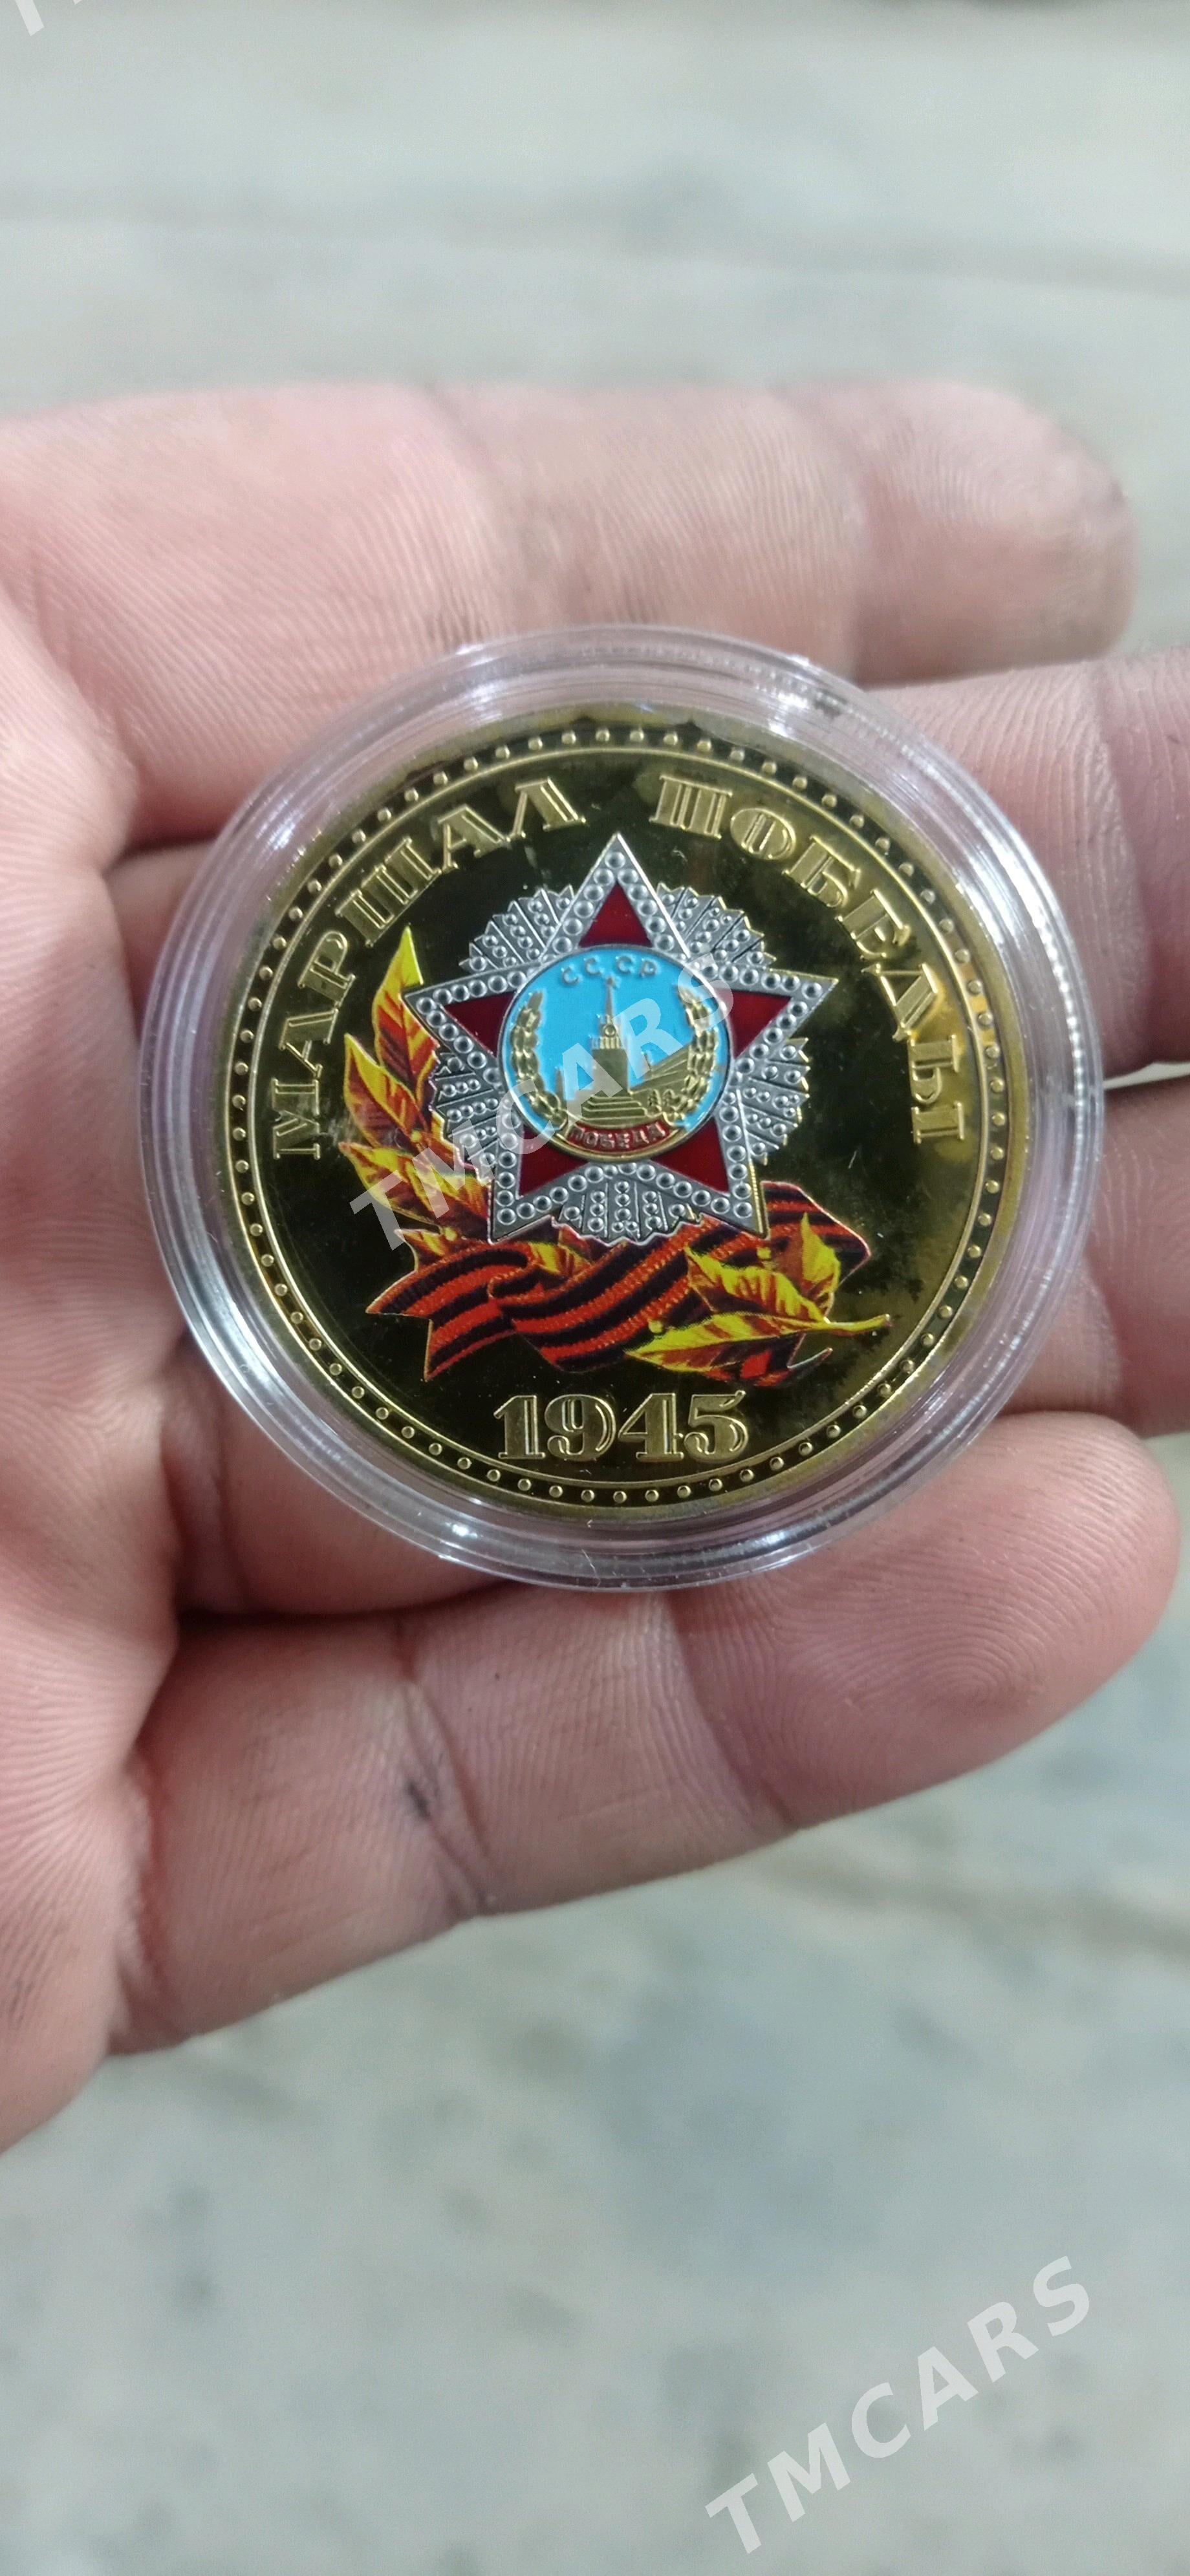 МАРШАЛ ПОБЕДЫ
СССР
ПОБЕДА
1945
TMCARS
TMCARS